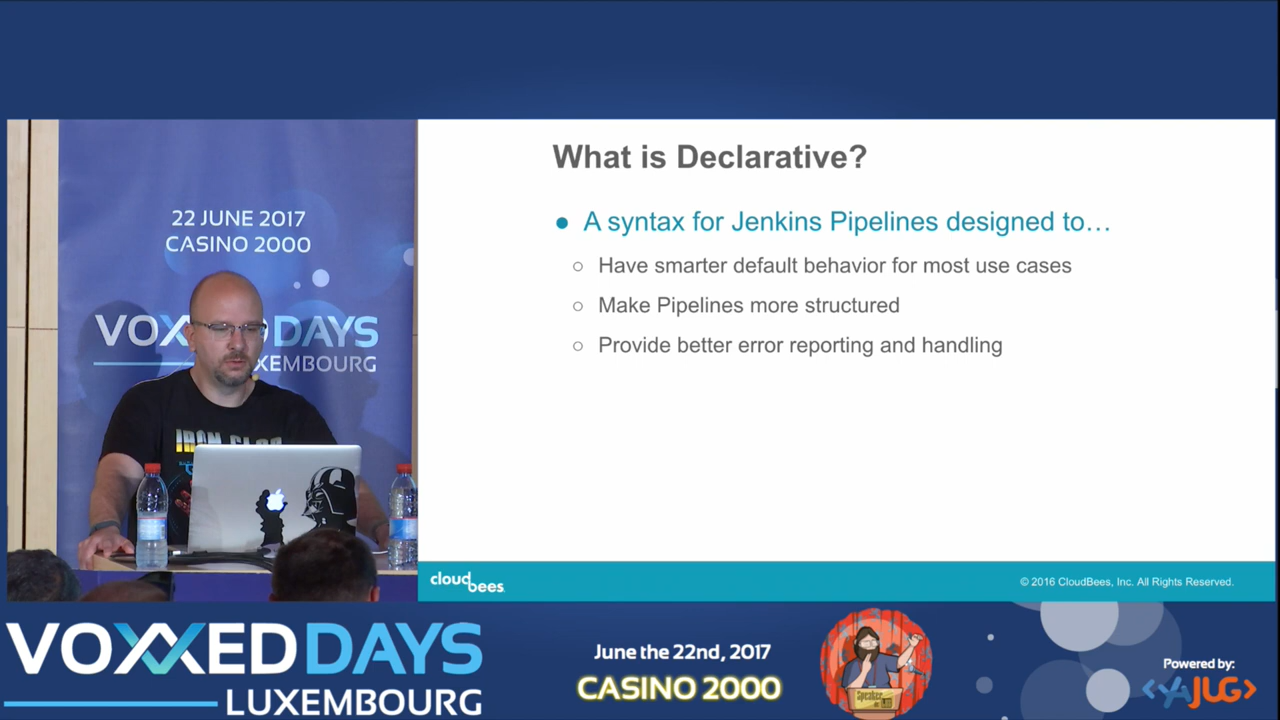 22 JUNE 2017
CASINO 2000
VOXXED DAYS
LUXEMBOURG
IRON
What is Declarative?
● A syntax for Jenkins Pipelines designed to…
○ Have smarter default behavior for most use cases
○ Make Pipelines more structured
○ Provide better error reporting and handling
cloudbees
© 2016 CloudBees, Inc. All Rights Reserved.
VOXXED DAYS
LUXEMBOURG
June the 22nd, 2017
CASINO 2000
Speaker
Powered by:
<YAJUG>